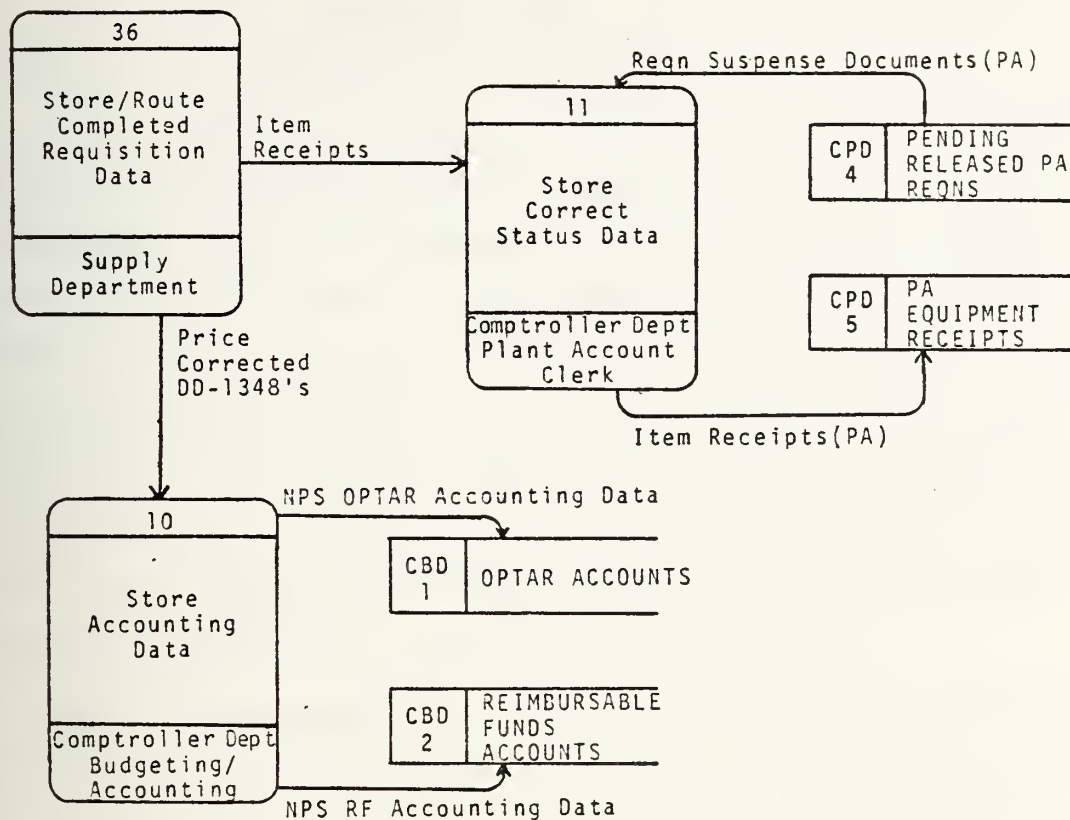 36
Store/Route
Completed
Requisition
Data
Supply
Department
Item
Receipts
Reqn Suspense Documents(PA)
11
Store
Correct
Status Data
Comptroller Dept
Plant Account
Clerk
CPD
4
PENDING
RELEASED PA
REQNS
CPD
5
PA
EQUIPMENT
RECEIPTS
Item Receipts(PA)
Price
Corrected
DD-1348's
10
Store
Accounting
Data
Comptroller Dept
Budgeting/
Accounting
NPS OPTAR Accounting Data
CBD
1
OPTAR ACCOUNTS
CBD
2
REIMBURSABLE
FUNDS
ACCOUNTS
NPS RF Accounting Data